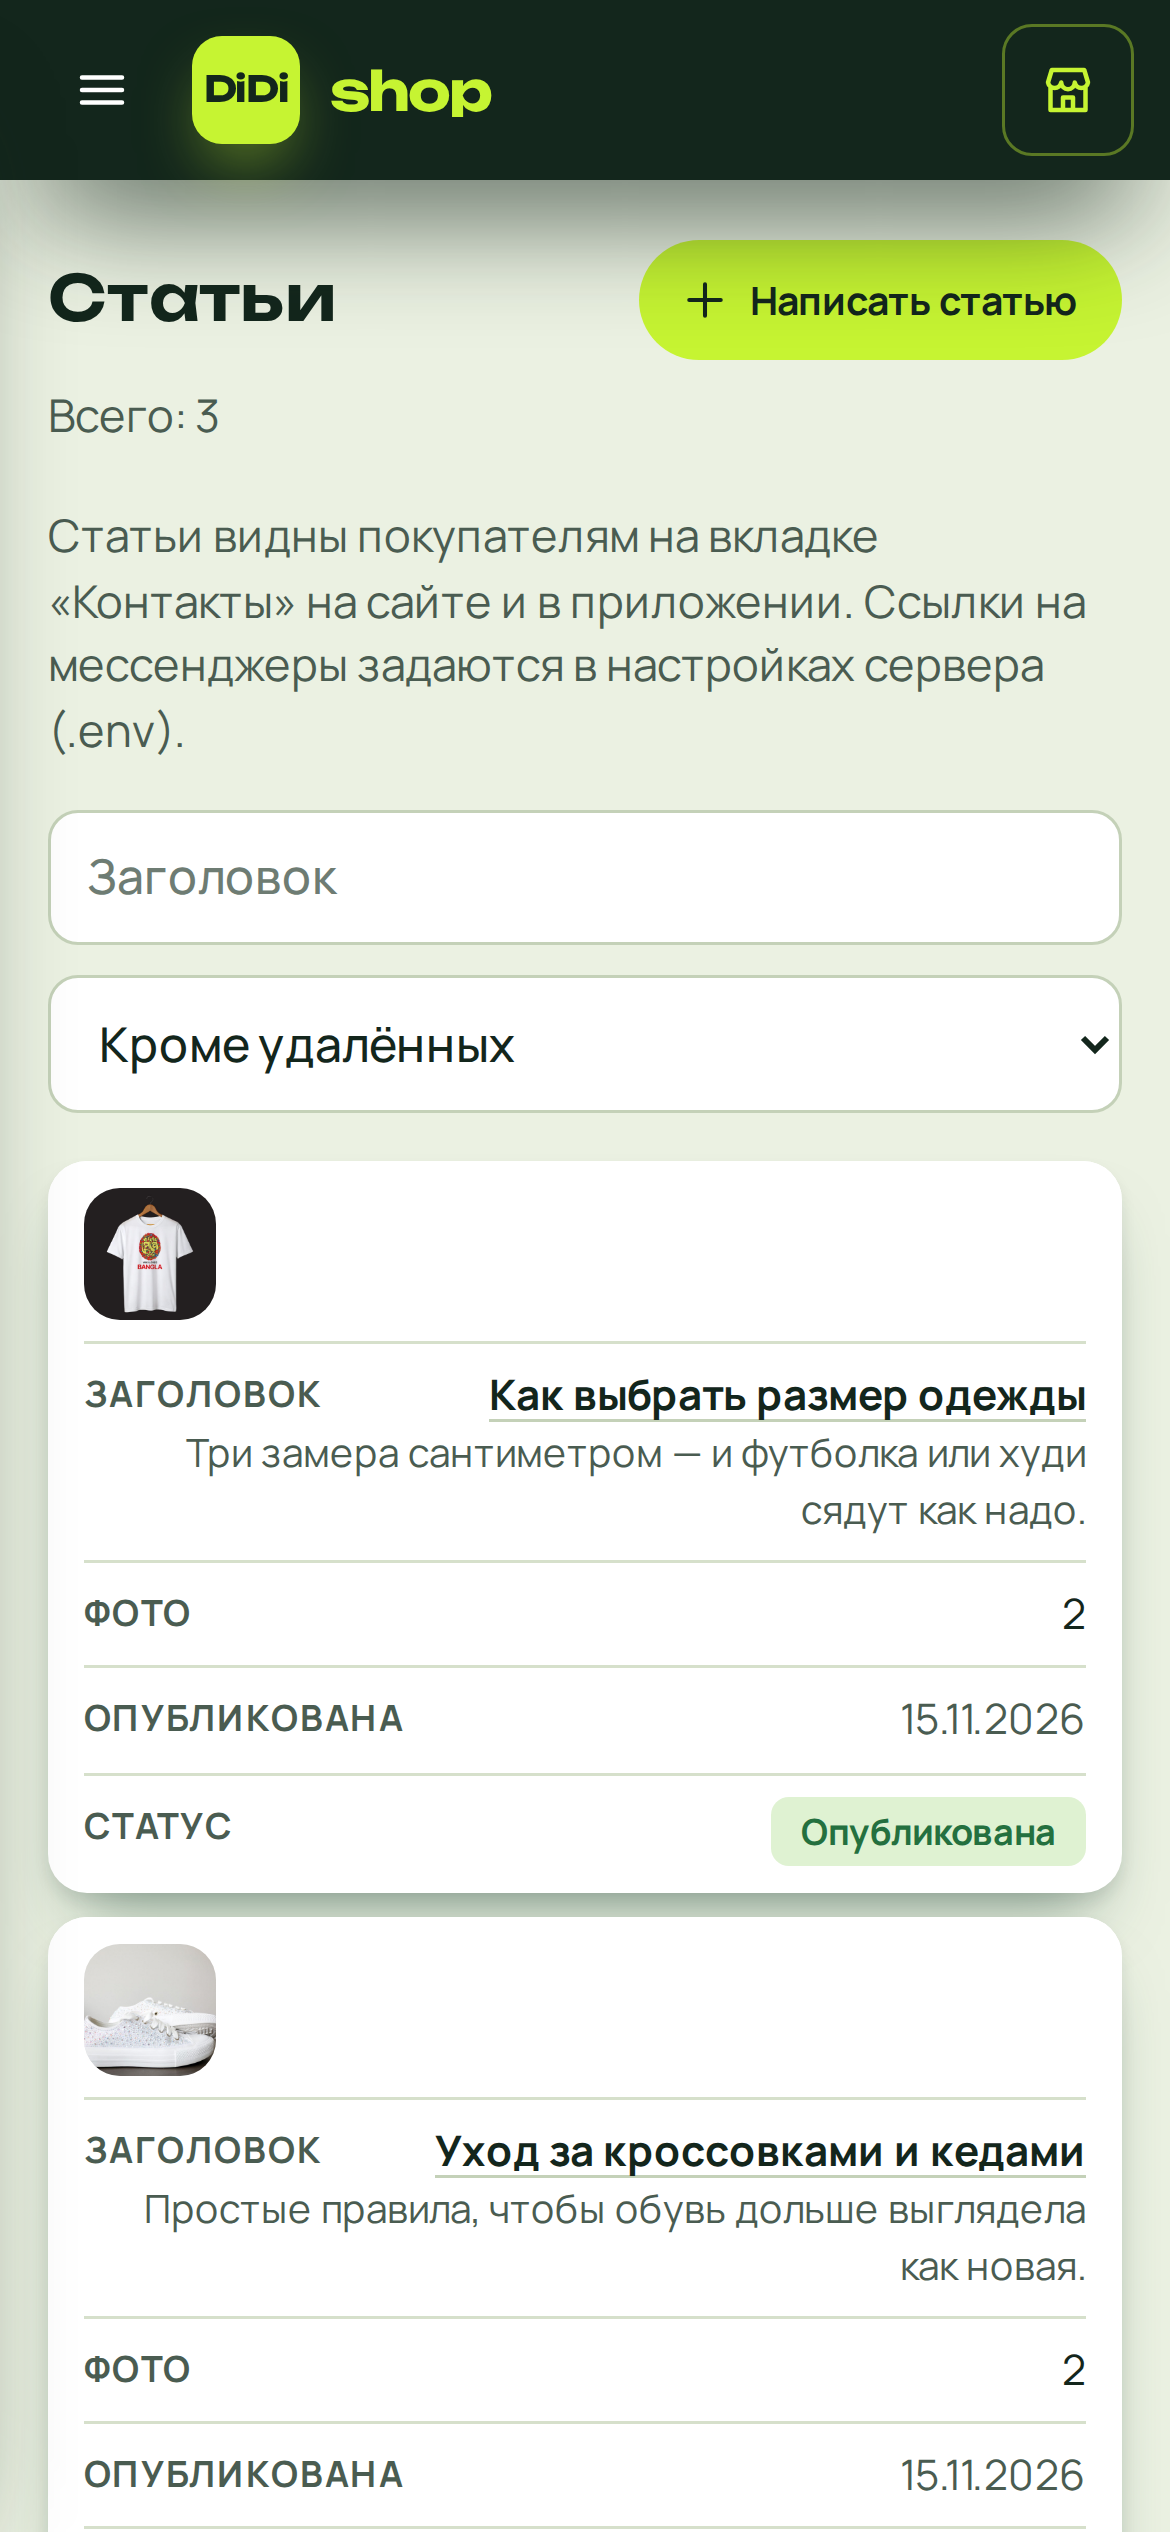 DiDi shop
Статьи
Написать статью
Всего: 3
Статьи видны покупателям на вкладке
«Контакты» на сайте и в приложении. Ссылки на
мессенджеры задаются в настройках сервера
(.env).
Заголовок
Кроме удалённых
BANGLA
ЗАГОЛОВОК Как выбрать размер одежды
Три замера сантиметром — и футболка или худи
сядут как надо.
ФОТО 2
ОПУБЛИКОВАНА 15.11.2026
СТАТУС Опубликована
ЗАГОЛОВОК Уход за кроссовками и кедами
Простые правила, чтобы обувь дольше выглядела
как новая.
ФОТО 2
ОПУБЛИКОВАНА 15.11.2026